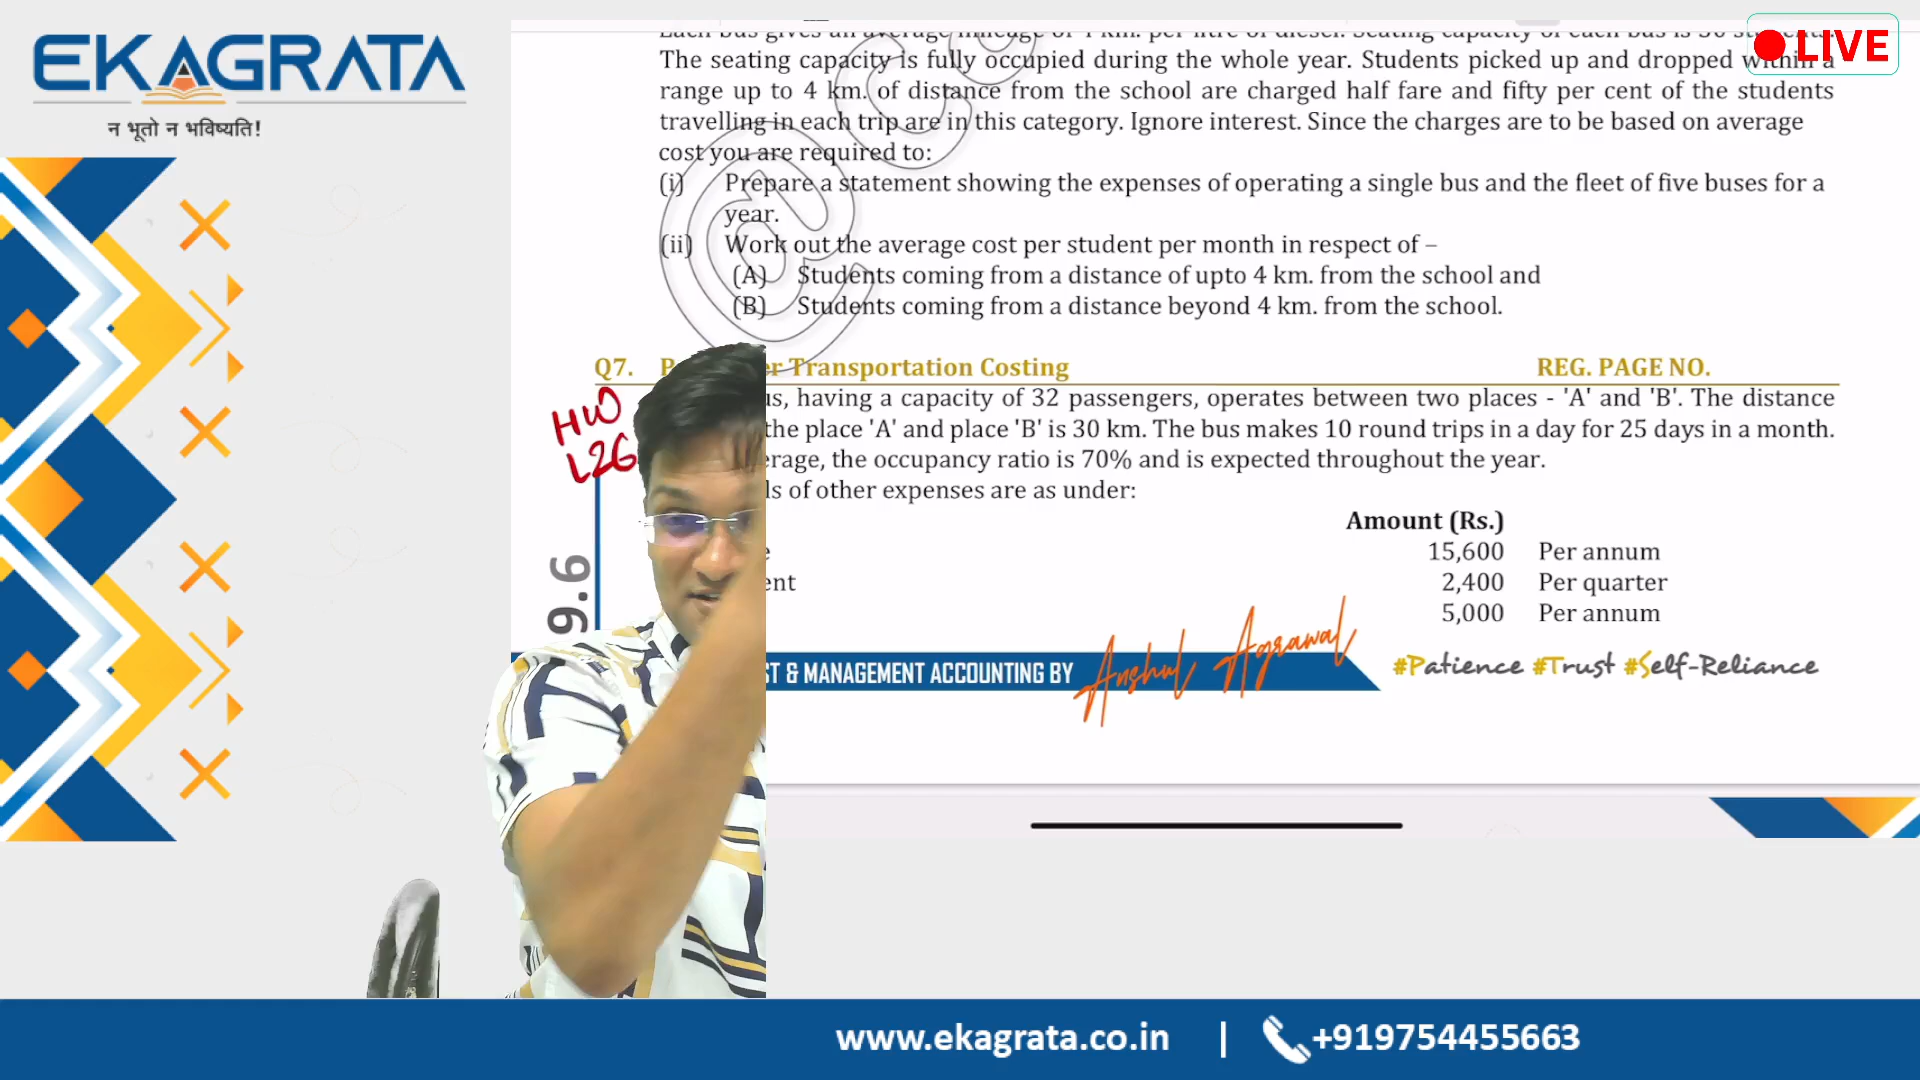 EKAGRATA
न भूतो न भविष्यति!
LIVE
The seating capacity is fully occupied during the whole year. Students picked up and dropped within a
range up to 4 km. of distance from the school are charged half fare and fifty per cent of the students
travelling in each trip are in this category. Ignore interest. Since the charges are to be based on average
cost you are required to:
(i) Prepare a statement showing the expenses of operating a single bus and the fleet of five buses for a
year.
(ii) Work out the average cost per student per month in respect of –
(A) Students coming from a distance of upto 4 km. from the school and
(B) Students coming from a distance beyond 4 km. from the school.
Q7. Transportation Costing REG. PAGE NO.
HW
L26
having a capacity of 32 passengers, operates between two places - 'A' and 'B'. The distance
the place 'A' and place 'B' is 30 km. The bus makes 10 round trips in a day for 25 days in a month.
the occupancy ratio is 70% and is expected throughout the year.
of other expenses are as under:
Amount (Rs.)
15,600 Per annum
2,400 Per quarter
5,000 Per annum
9.6
& MANAGEMENT ACCOUNTING BY
Anshul Agrawal
#Patience #Trust #Self-Reliance
www.ekagrata.co.in | +919754455663